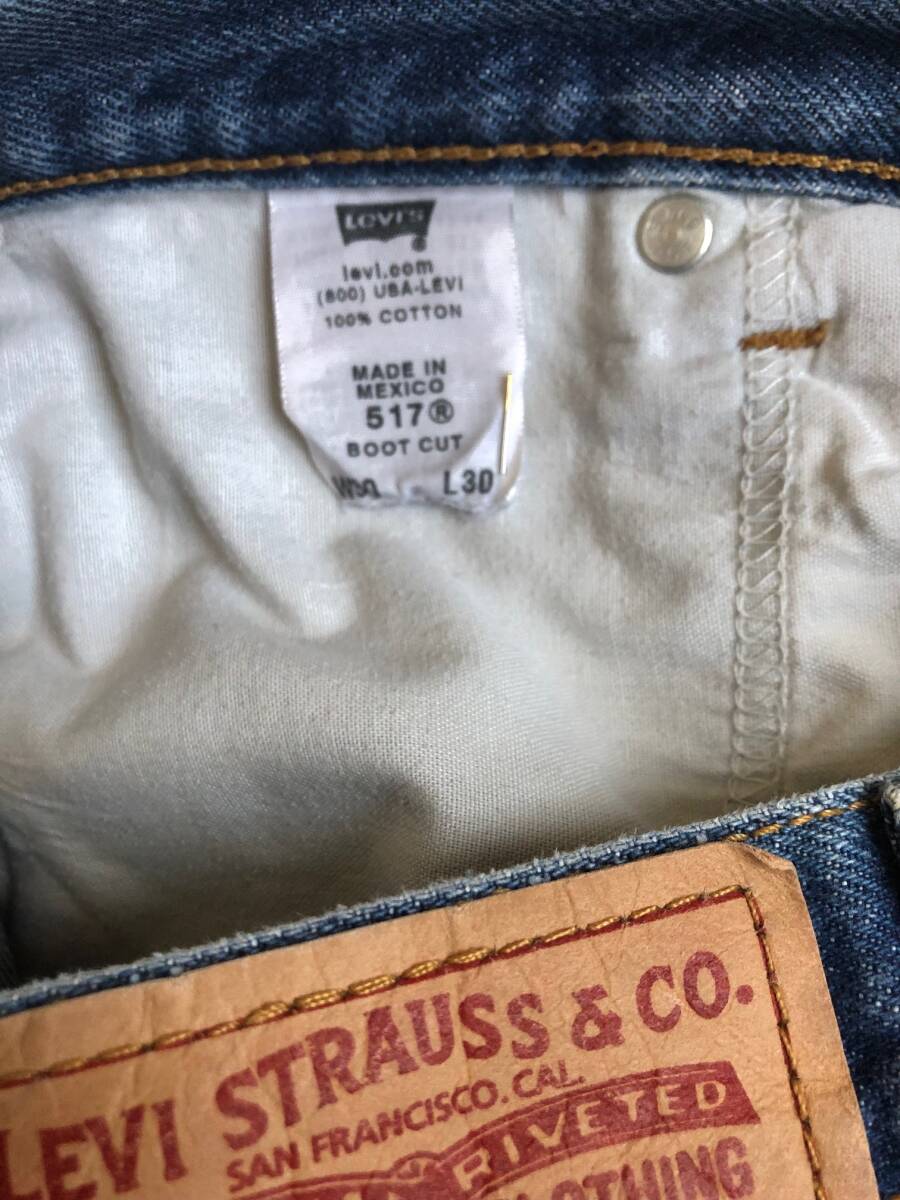 LEVI'S
®
levi.com
(800) USA-LEVI
100% COTTON
MADE IN
MEXICO
517®
BOOT CUT
L30
LEVI STRAUSS & CO.
SAN FRANCISCO, CAL.
RIVETED
CLOTHING